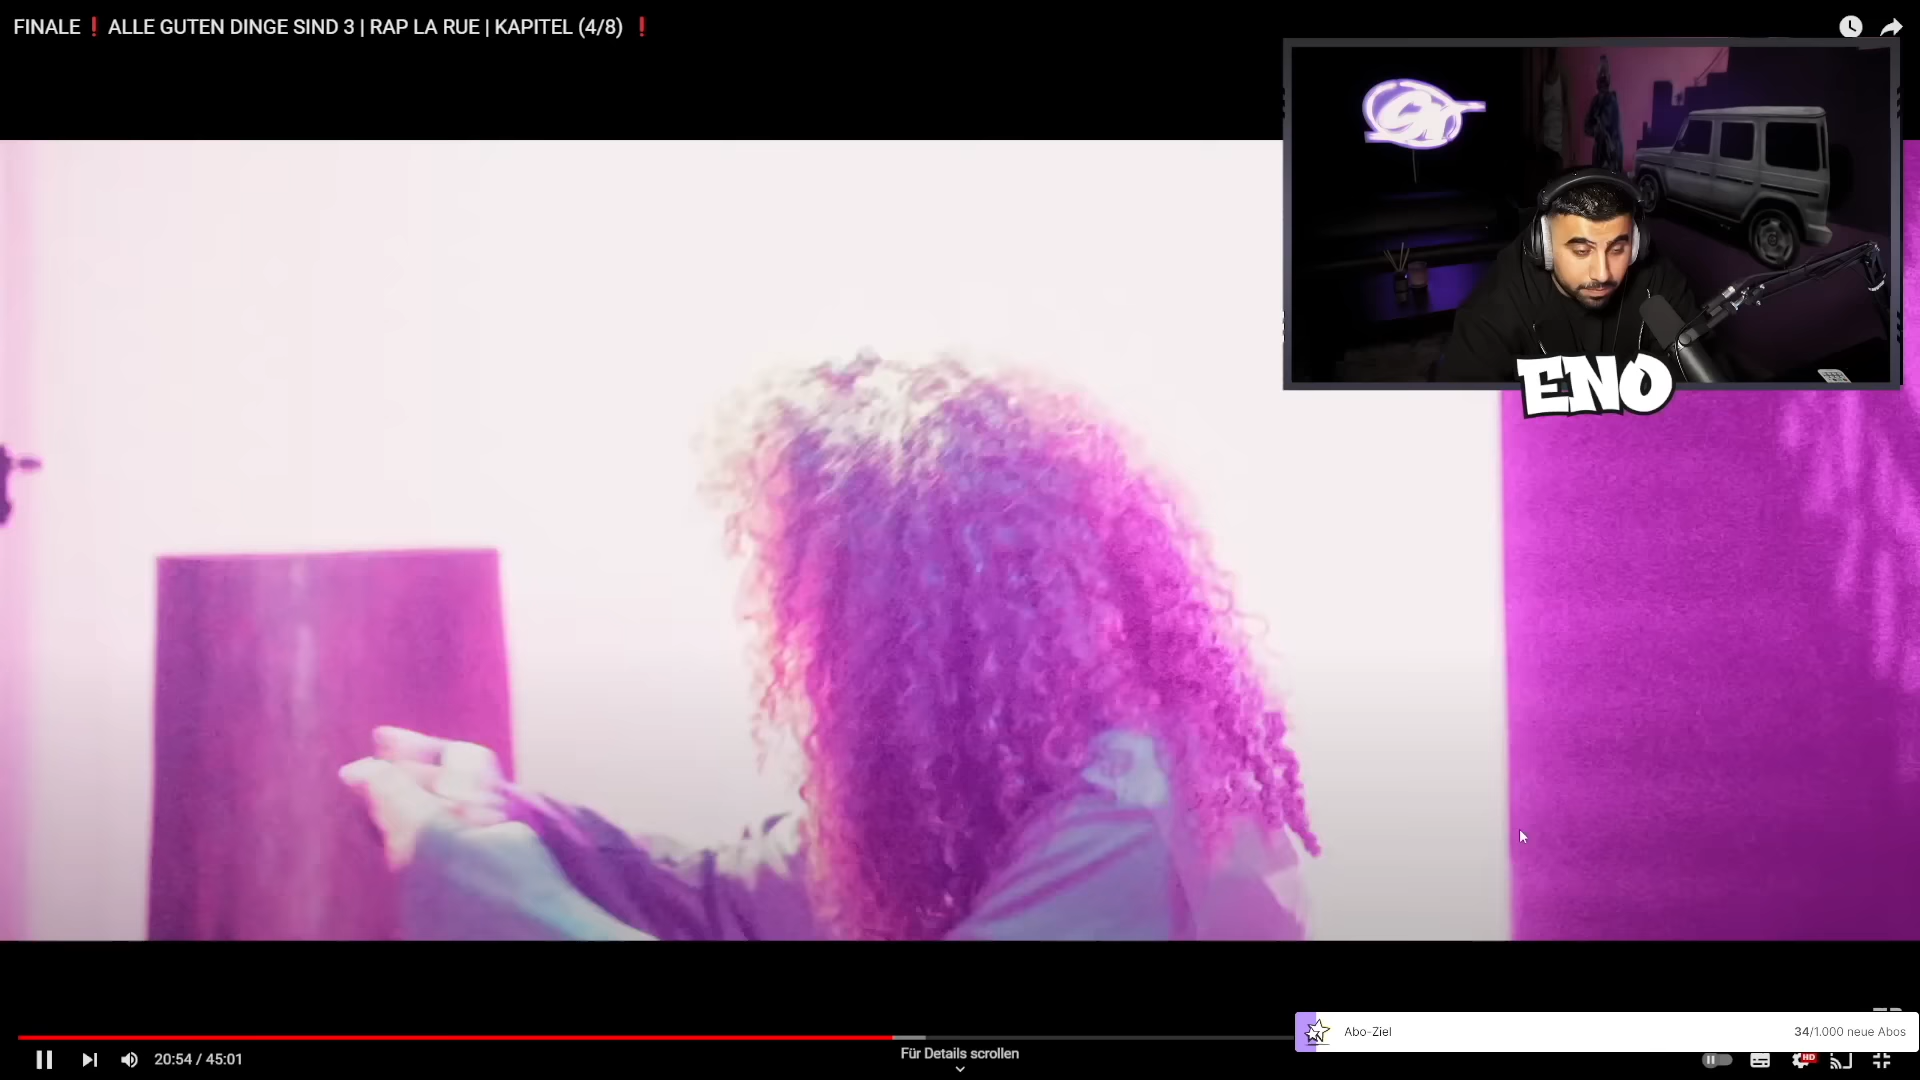 FINALE❗ALLE GUTEN DINGE SIND 3 | RAP LA RUE | KAPITEL (4/8) ❗
ENO
Abo-Ziel
34/1.000 neue Abos
20:54 / 45:01
Für Details scrollen
HD